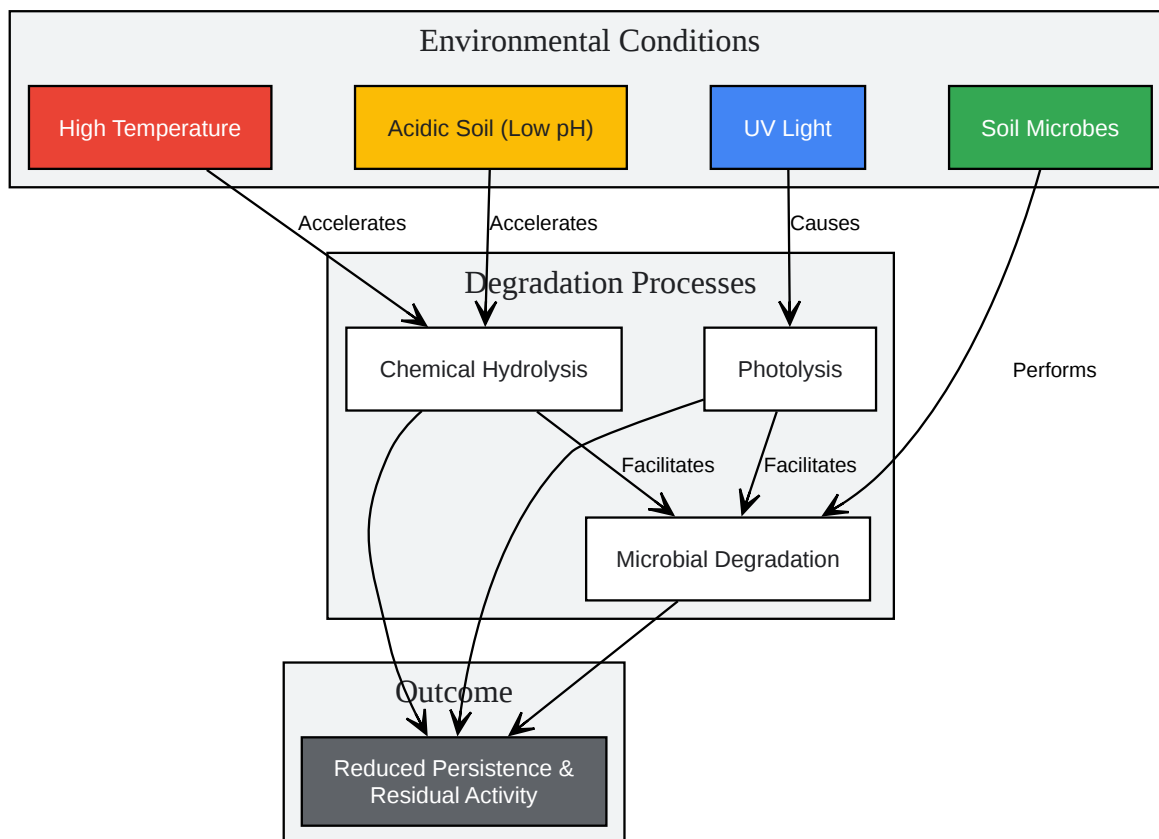 Environmental Conditions
High Temperature
Acidic Soil (Low pH)
UV Light
Soil Microbes
Accelerates
Accelerates
Causes
Degradation Processes
Chemical Hydrolysis
Photolysis
Performs
Facilitates
Facilitates
Microbial Degradation
Outcome
Reduced Persistence &
Residual Activity